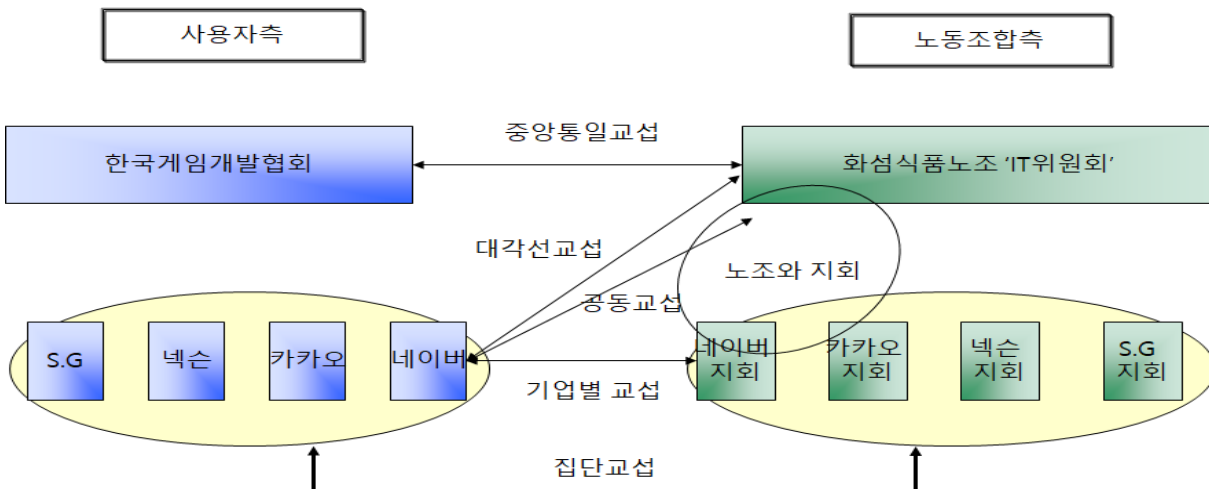 사용자측
노동조합측
중앙통일교섭
한국게임개발협회
화섬식품노조 ‘IT위원회’
대각선교섭
노조와 지회
공동교섭
S.G
넥슨
카카오
네이버
네이버
지회
카카오
지회
넥슨
지회
S.G
지회
기업별 교섭
집단교섭